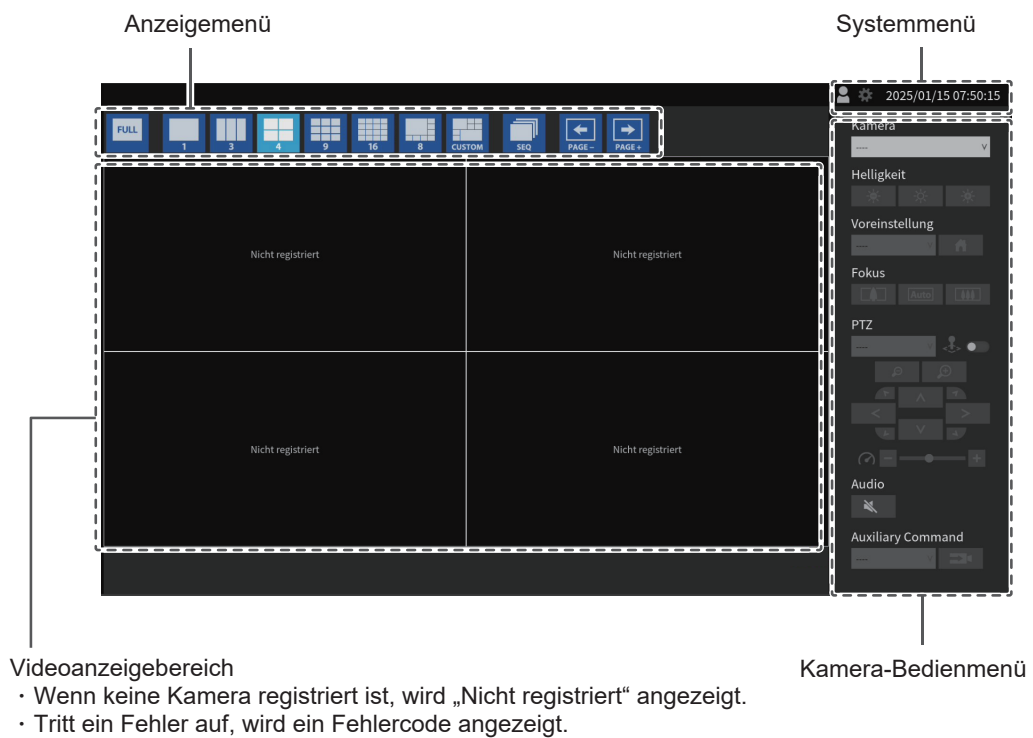 Anzeigemenü
Systemmenü
2025/01/15 07:50:15
FULL
1
3
4
9
16
8
CUSTOM
SEQ
PAGE−
PAGE+
Kamera
----
Helligkeit
Voreinstellung
----
Fokus
Auto
PTZ
----
Audio
Auxiliary Command
----
Nicht registriert
Nicht registriert
Nicht registriert
Nicht registriert
Videoanzeigebereich
・Wenn keine Kamera registriert ist, wird „Nicht registriert“ angezeigt.
・Tritt ein Fehler auf, wird ein Fehlercode angezeigt.
Kamera-Bedienmenü